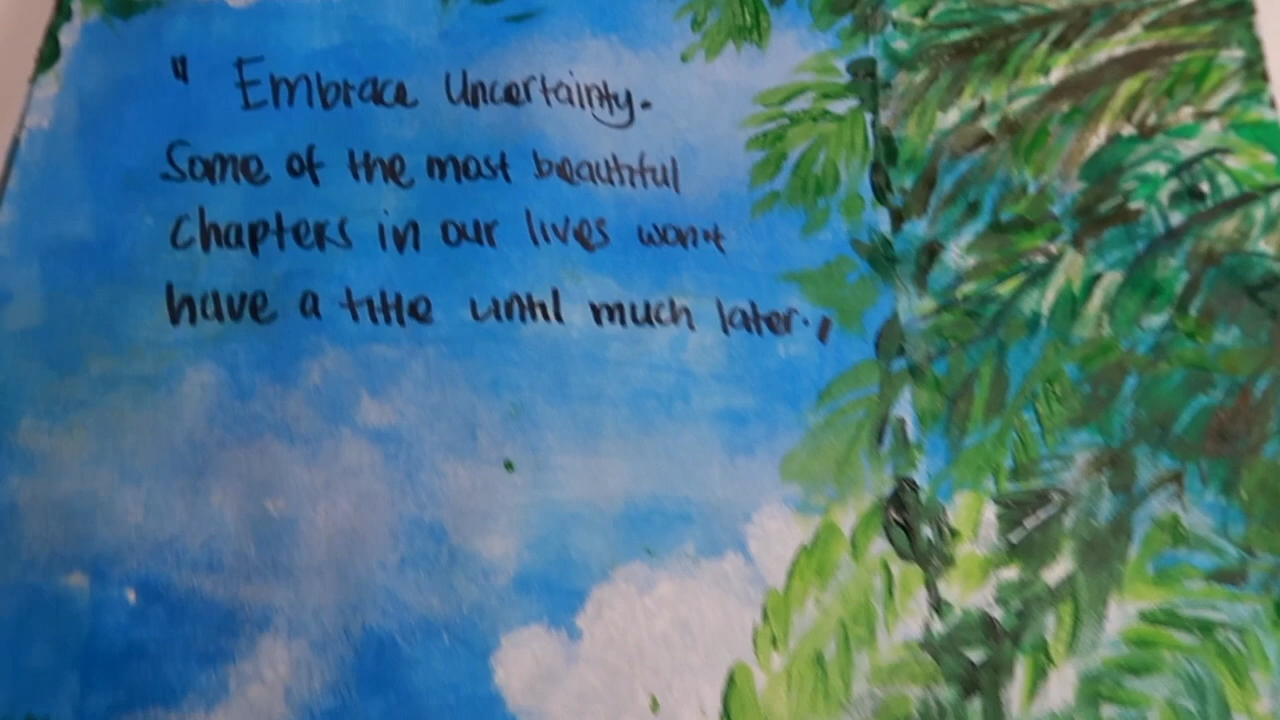 " Embrace Uncertainty.
Some of the most beautiful
Chapters in our lives won't
have a title until much later.,